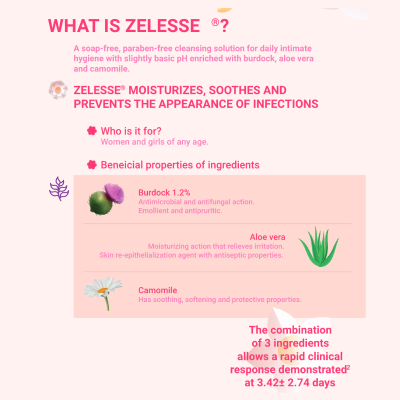 WHAT IS ZELESSE ®?
A soap-free, paraben-free cleansing solution for daily intimate
hygiene with slightly basic pH enriched with burdock, aloe vera
and camomile.
ZELESSE® MOISTURIZES, SOOTHES AND
PREVENTS THE APPEARANCE OF INFECTIONS
Who is it for?
Women and girls of any age.
Beneicial properties of ingredients
Burdock 1.2%
Antimicrobial and antifungal action.
Emollient and antipruritic.
Aloe vera
Moisturizing action that relieves irritation.
Skin re-epithelialization agent with antiseptic properties.
Camomile
Has soothing, softening and protective properties.
The combination
of 3 ingredients
allows a rapid clinical
response demonstrated²
at 3.42± 2.74 days